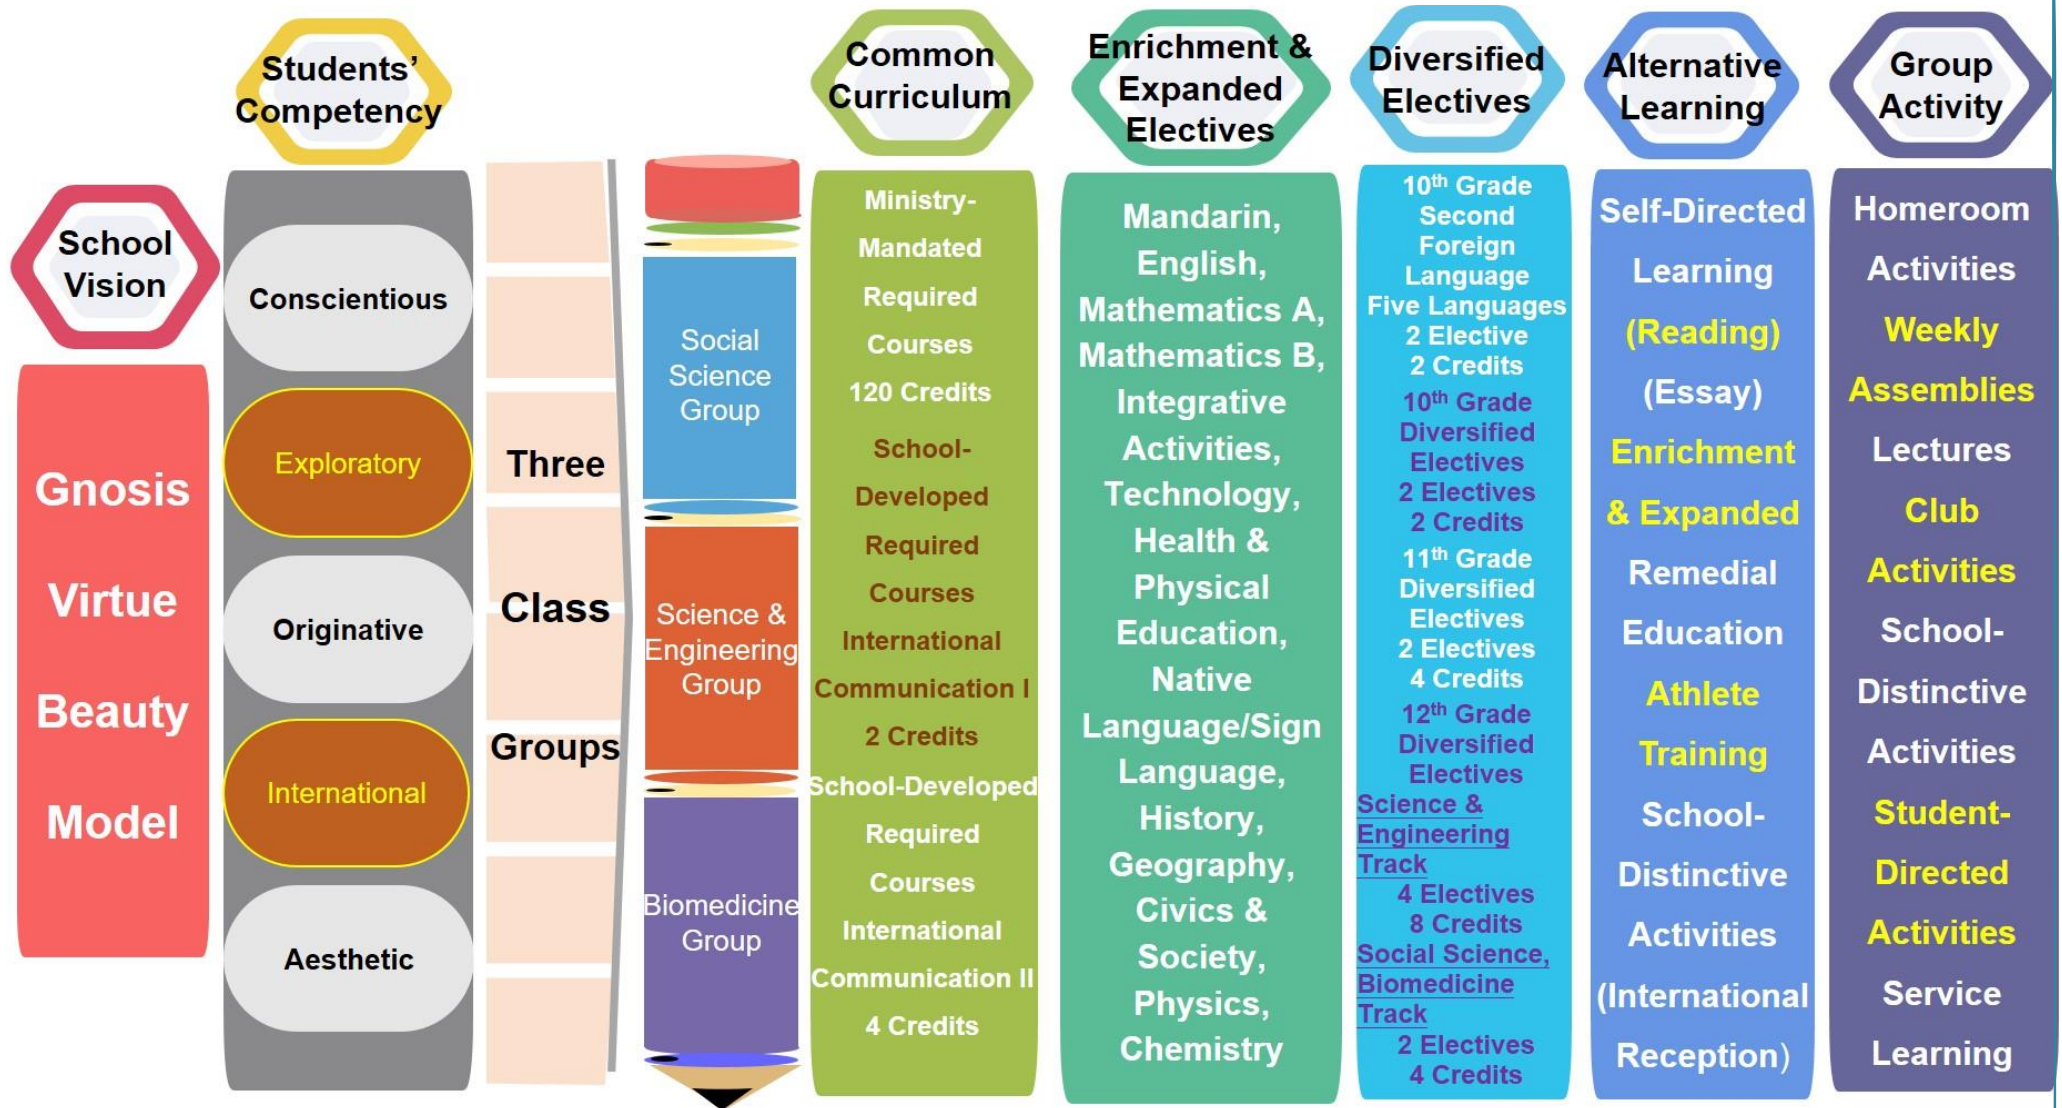 School
Vision
Gnosis
Virtue
Beauty
Model
Students’
Competency
Conscientious
Exploratory
Originative
International
Aesthetic
Three
Class
Groups
Social
Science
Group
Science &
Engineering
Group
Biomedicine
Group
Common
Curriculum
Ministry-
Mandated
Required
Courses
120 Credits
School-
Developed
Required
Courses
International
Communication I
2 Credits
School-Developed
Required
Courses
International
Communication II
4 Credits
Enrichment &
Expanded
Electives
Mandarin,
English,
Mathematics A,
Mathematics B,
Integrative
Activities,
Technology,
Health &
Physical
Education,
Native
Language/Sign
Language,
History,
Geography,
Civics &
Society,
Physics,
Chemistry
Diversified
Electives
10th Grade
Second
Foreign
Language
Five Languages
2 Elective
2 Credits
10th Grade
Diversified
Electives
2 Electives
2 Credits
11th Grade
Diversified
Electives
2 Electives
4 Credits
12th Grade
Diversified
Electives
Science &
Engineering
Track
4 Electives
8 Credits
Social Science,
Biomedicine
Track
2 Electives
4 Credits
Alternative
Learning
Self-Directed
Learning
(Reading)
(Essay)
Enrichment
& Expanded
Remedial
Education
Athlete
Training
School-
Distinctive
Activities
(International
Reception)
Group
Activity
Homeroom
Activities
Weekly
Assemblies
Lectures
Club
Activities
School-
Distinctive
Activities
Student-
Directed
Activities
Service
Learning